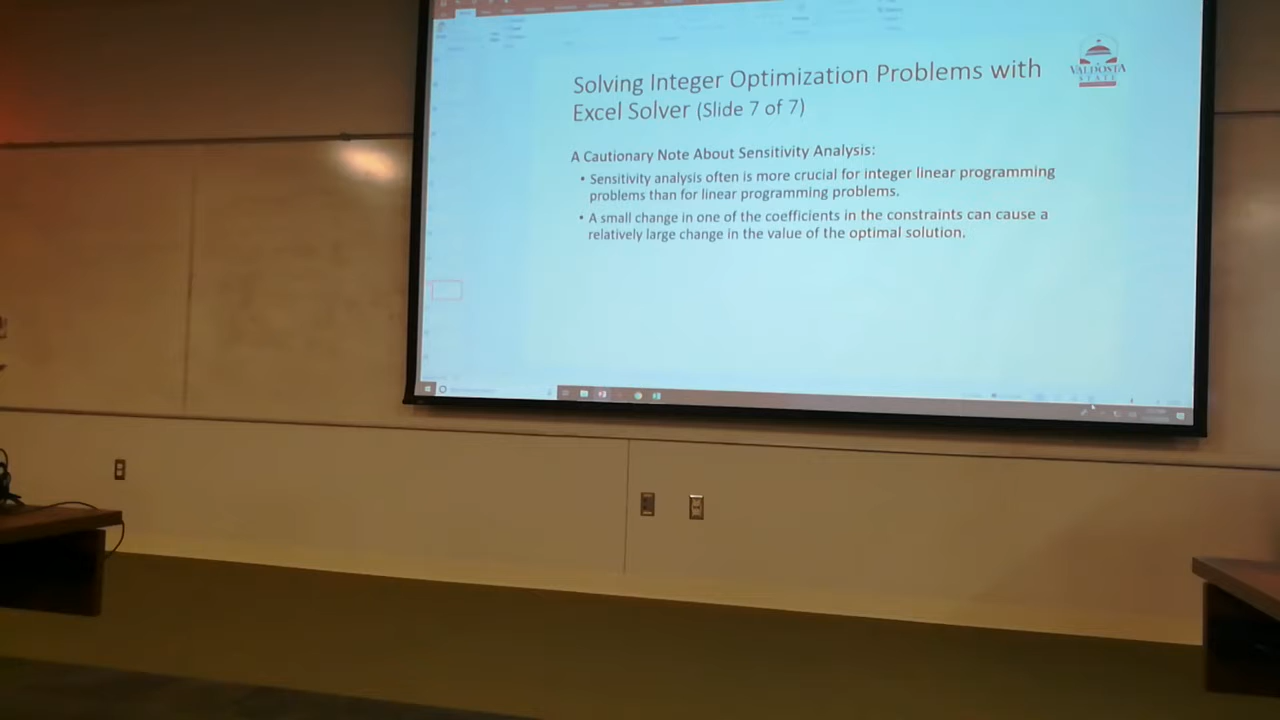 Solving Integer Optimization Problems with
Excel Solver (Slide 7 of 7)
VALDOSTA
STATE
A Cautionary Note About Sensitivity Analysis:
• Sensitivity analysis often is more crucial for integer linear programming
problems than for linear programming problems.
• A small change in one of the coefficients in the constraints can cause a
relatively large change in the value of the optimal solution.